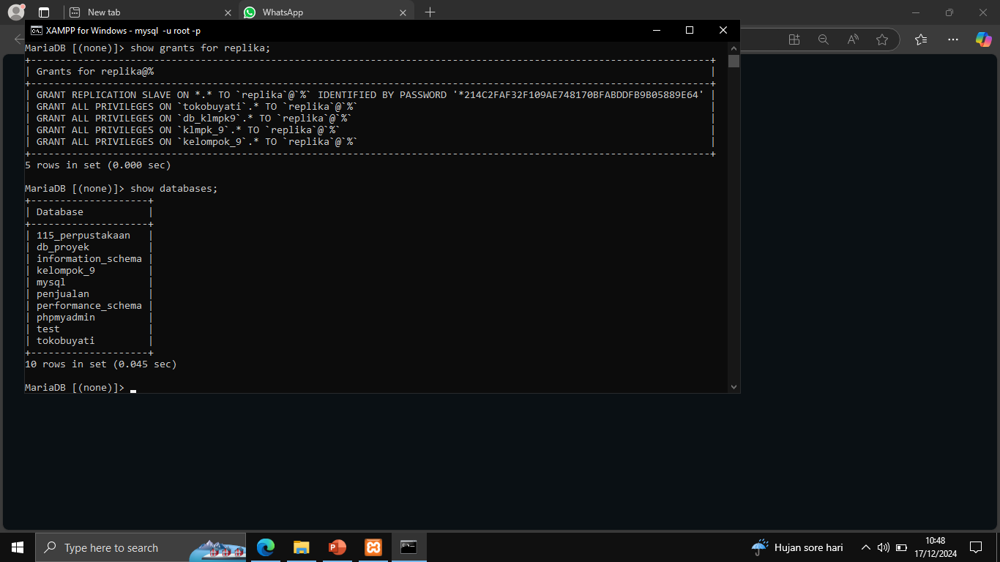 New tab
WhatsApp
XAMPP for Windows - mysql -u root -p
MariaDB [(none)]> show grants for replika;
+---------------------------------------------------------------------------------------------------------------------+
| Grants for replika@% |
+---------------------------------------------------------------------------------------------------------------------+
| GRANT REPLICATION SLAVE ON *.* TO `replika`@`%` IDENTIFIED BY PASSWORD '*214C2FAF32F109AE748170BFABDDFB9B05889E64' |
| GRANT ALL PRIVILEGES ON `tokobuyati`.* TO `replika`@`%` |
| GRANT ALL PRIVILEGES ON `db_klmpk9`.* TO `replika`@`%` |
| GRANT ALL PRIVILEGES ON `klmpk_9`.* TO `replika`@`%` |
| GRANT ALL PRIVILEGES ON `kelompok_9`.* TO `replika`@`%` |
+---------------------------------------------------------------------------------------------------------------------+
5 rows in set (0.000 sec)
MariaDB [(none)]> show databases;
+--------------------+
| Database |
+--------------------+
| 115_perpustakaan |
| db_proyek |
| information_schema |
| kelompok_9 |
| mysql |
| penjualan |
| performance_schema |
| phpmyadmin |
| test |
| tokobuyati |
+--------------------+
10 rows in set (0.045 sec)
MariaDB [(none)]>
Type here to search
Hujan sore hari
10:48
17/12/2024